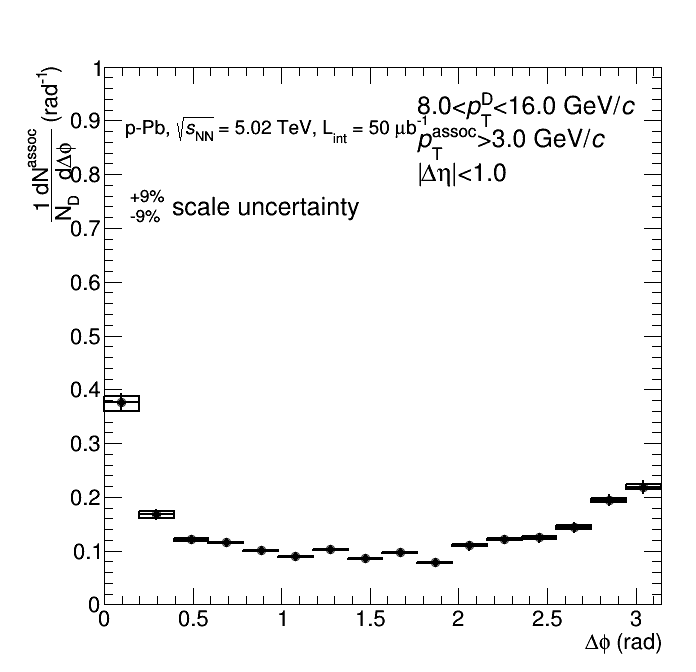 1
0.9
0.8
0.7
0.6
0.5
0.4
0.3
0.2
0.1
0
1 dN^assoc
N_D dΔϕ (rad⁻¹)
p-Pb, √s_NN = 5.02 TeV, L_int = 50 μb⁻¹
+9%
-9% scale uncertainty
8.0<p_T^D<16.0 GeV/c
p_T^assoc>3.0 GeV/c
|Δη|<1.0
0 0.5 1 1.5 2 2.5 3
Δϕ (rad)